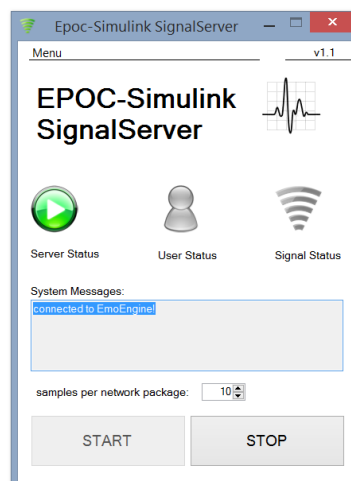 Epoc-Simulink SignalServer
Menu v1.1
EPOC-Simulink
SignalServer
Server Status User Status Signal Status
System Messages:
connected to EmoEngine!
samples per network package: 10
START STOP